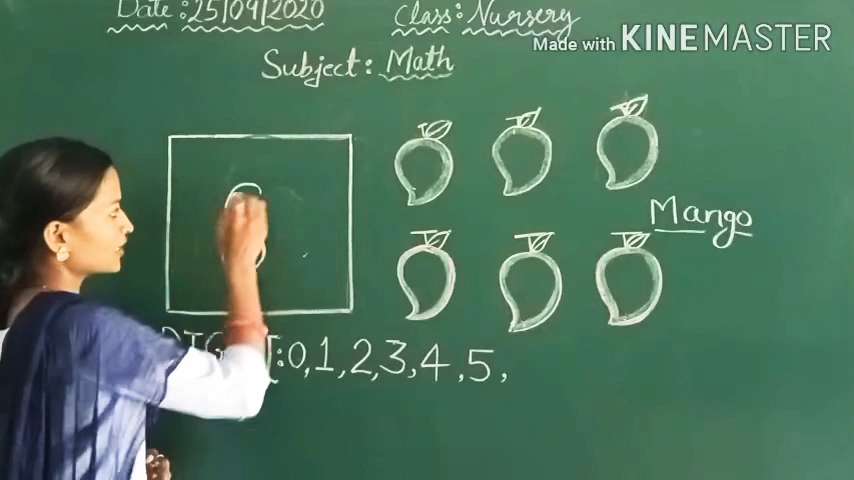 Date : 25/09/2020
Class: Nursery
Made with KINEMASTER
Subject: Math
Mango
:0,1,2,3,4,5,